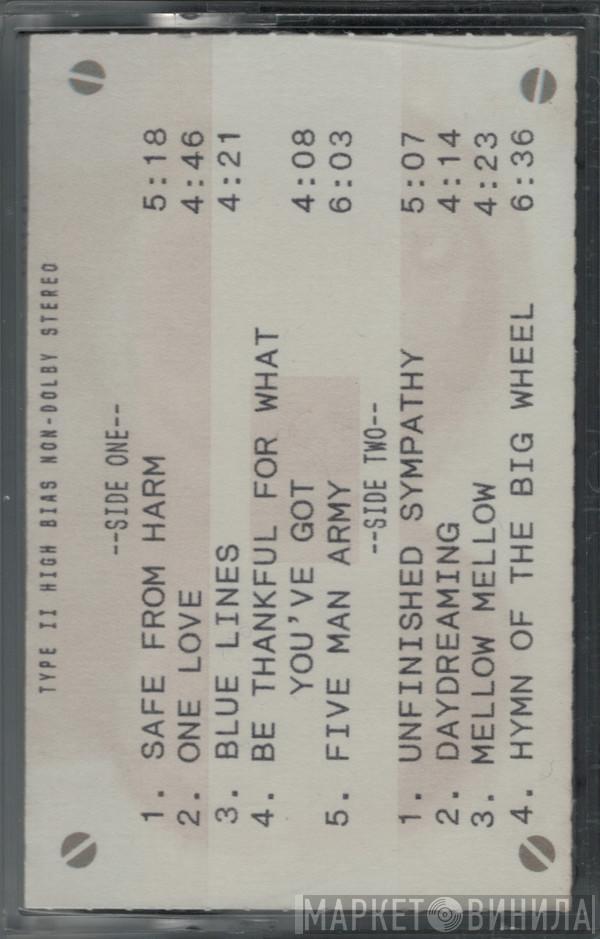 TYPE II HIGH BIAS NON-DOLBY STEREO
--SIDE ONE--
1. SAFE FROM HARM 5:18
2. ONE LOVE 4:46
3. BLUE LINES 4:21
4. BE THANKFUL FOR WHAT
YOU'VE GOT 4:08
5. FIVE MAN ARMY 6:03
--SIDE TWO--
1. UNFINISHED SYMPATHY 5:07
2. DAYDREAMING 4:14
3. MELLOW MELLOW 4:23
4. HYMN OF THE BIG WHEEL 6:36
МАРКЕТ ВИНИЛА